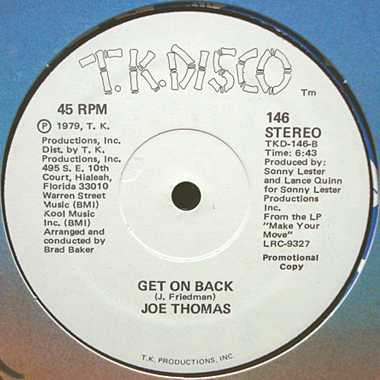 T.K. DISCO
TM
45 RPM
Ⓟ 1979, T. K.
Productions, Inc.
Dist. by T. K.
Productions, Inc.
495 S. E. 10th
Court, Hialeah,
Florida 33010
Warren Street
Music (BMI)
Kool Music
Inc. (BMI)
Arranged and
conducted by
Brad Baker
146
STEREO
TKD-146-B
Time: 6:43
Produced by:
Sonny Lester
and Lance Quinn
for Sonny Lester
Productions
Inc.
From the LP
"Make Your
Move"
LRC-9327
Promotional
Copy
GET ON BACK
(J. Friedman)
JOE THOMAS
T.K. PRODUCTIONS, INC.